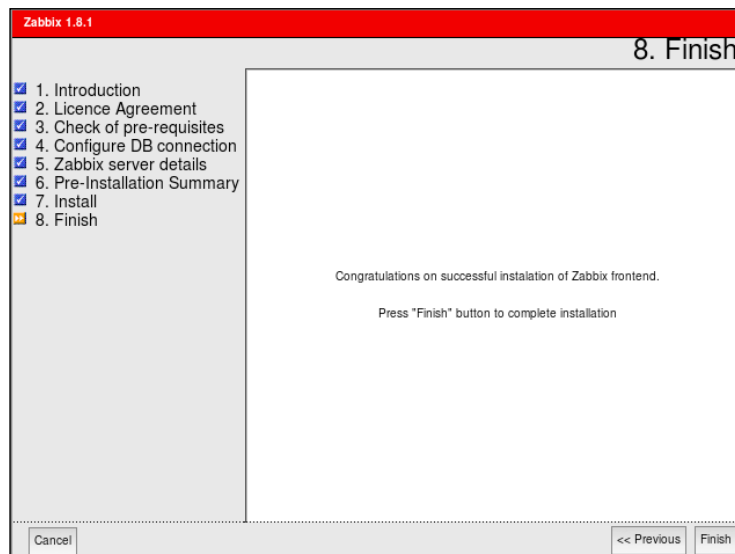 Zabbix 1.8.1
8. Finish
1. Introduction
2. Licence Agreement
3. Check of pre-requisites
4. Configure DB connection
5. Zabbix server details
6. Pre-Installation Summary
7. Install
8. Finish
Congratulations on successful instalation of Zabbix frontend.
Press "Finish" button to complete installation
Cancel
<< Previous
Finish